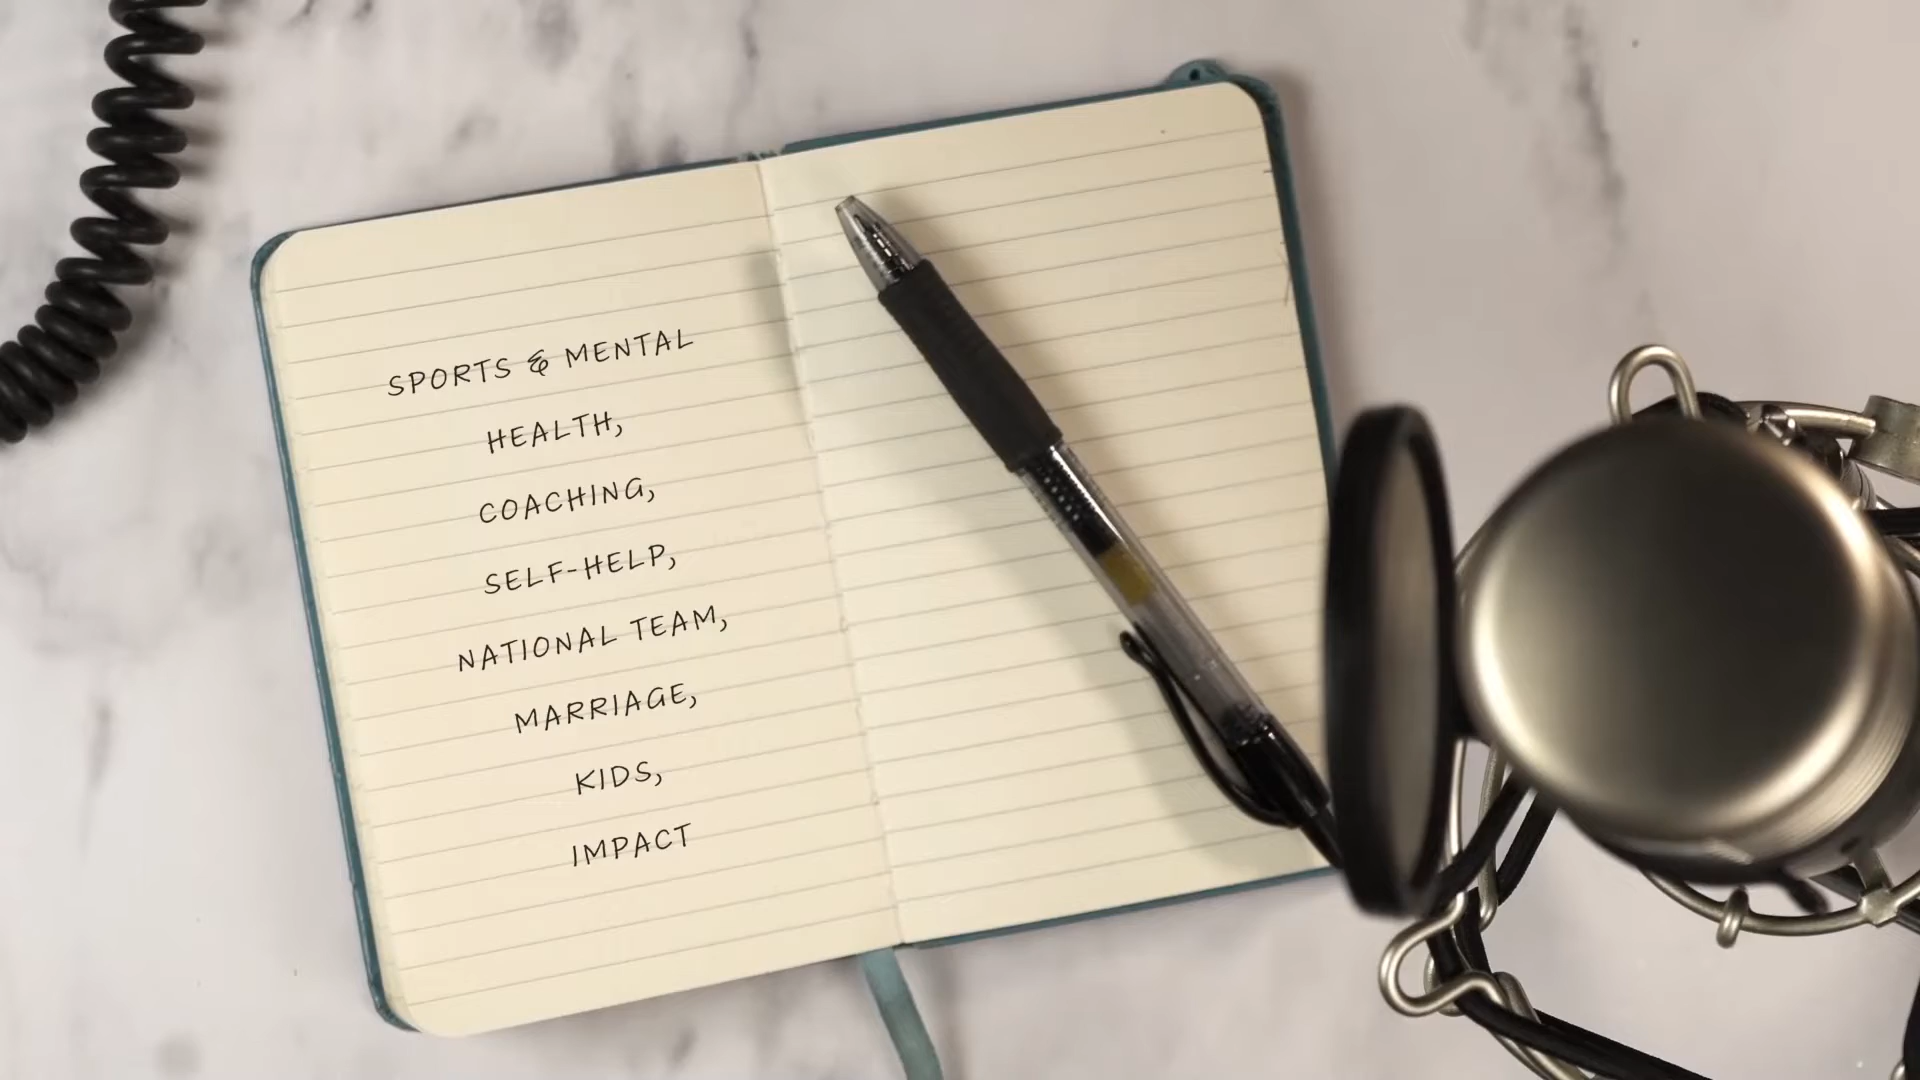 SPORTS & MENTAL
HEALTH,
COACHING,
SELF-HELP,
NATIONAL TEAM,
MARRIAGE,
KIDS,
IMPACT